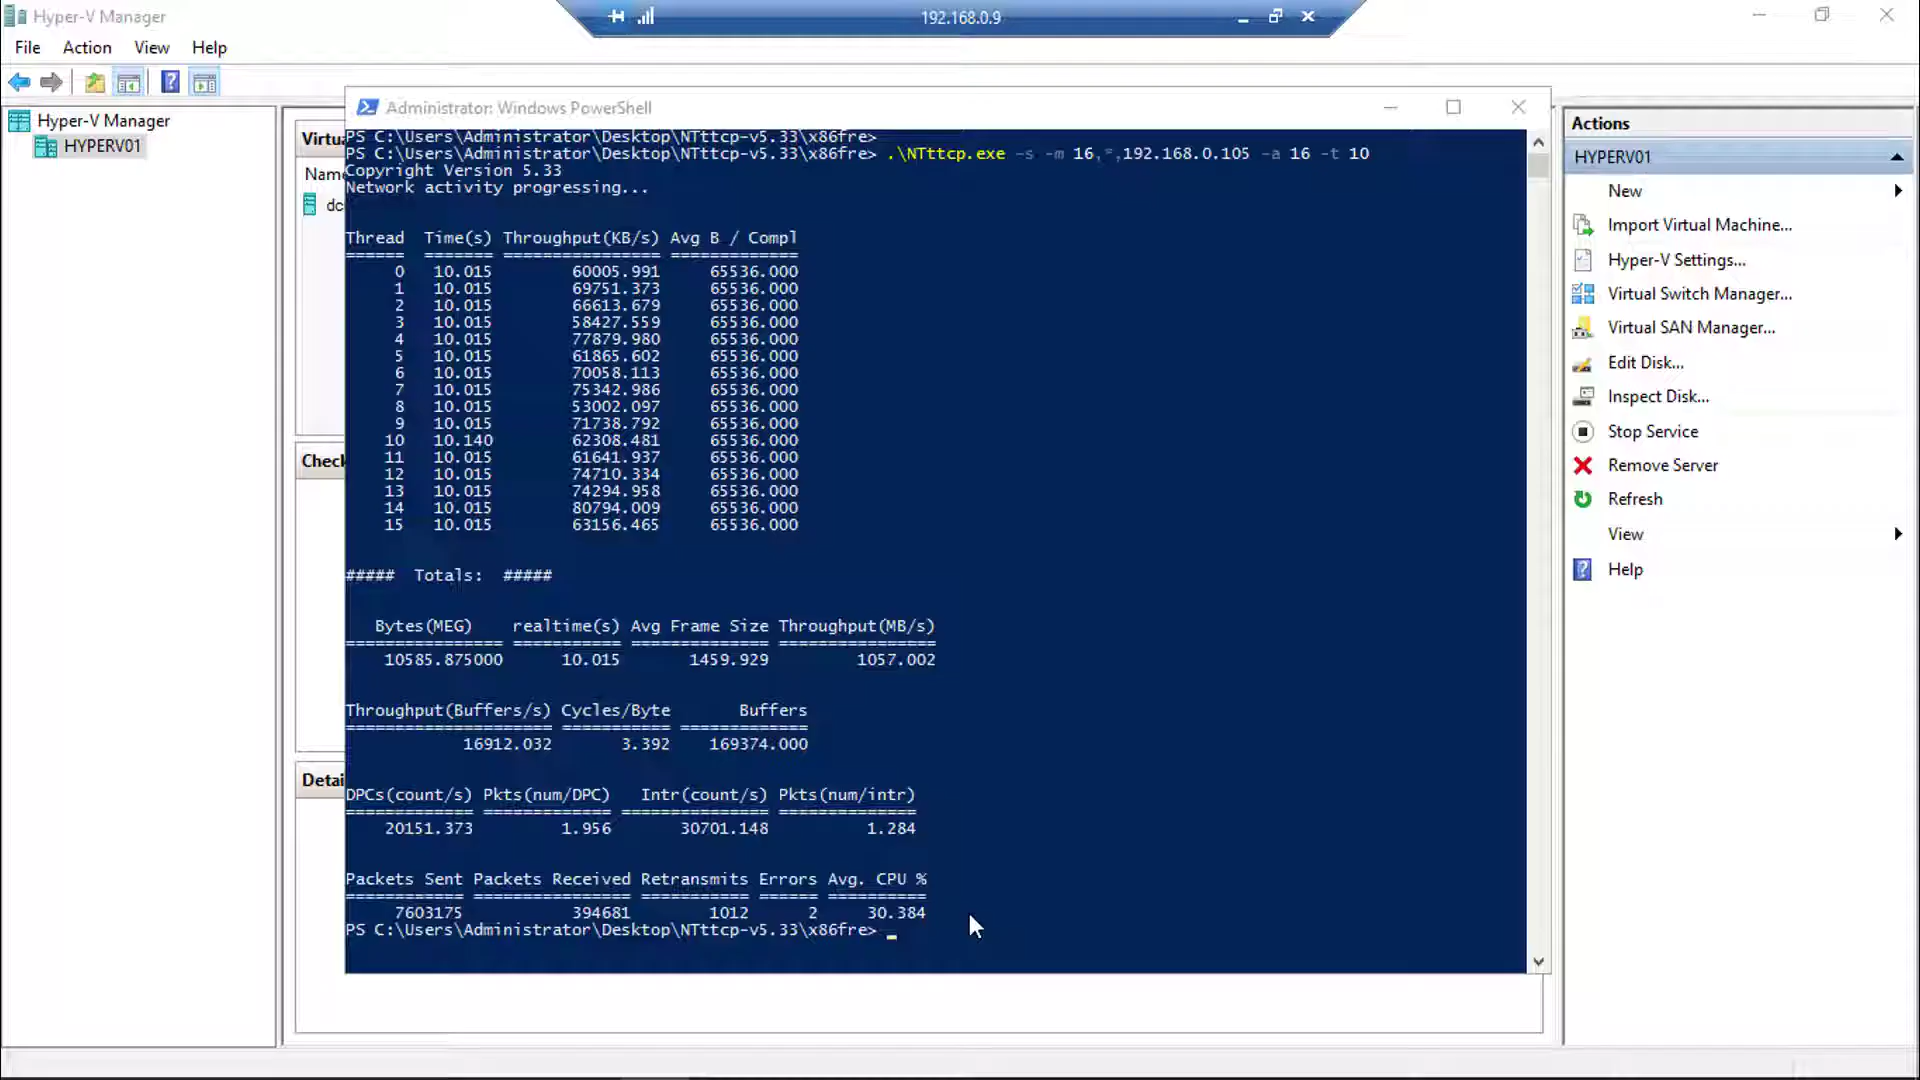 Hyper-V Manager
192.168.0.9
File Action View Help
Hyper-V Manager
HYPERV01
Administrator: Windows PowerShell
PS C:\Users\Administrator\Desktop\NTttcp-v5.33\x86fre>
PS C:\Users\Administrator\Desktop\NTttcp-v5.33\x86fre> .\NTttcp.exe -s -m 16,*,192.168.0.105 -a 16 -t 10
Copyright Version 5.33
Network activity progressing...
Thread Time(s) Throughput(KB/s) Avg B / Compl
====== ======= ================ =============
0 10.015 60005.991 65536.000
1 10.015 69751.373 65536.000
2 10.015 66613.679 65536.000
3 10.015 58427.559 65536.000
4 10.015 77879.980 65536.000
5 10.015 61865.602 65536.000
6 10.015 70058.113 65536.000
7 10.015 75342.986 65536.000
8 10.015 53002.097 65536.000
9 10.015 71738.792 65536.000
10 10.140 62308.481 65536.000
11 10.015 61641.937 65536.000
12 10.015 74710.334 65536.000
13 10.015 74294.958 65536.000
14 10.015 80794.009 65536.000
15 10.015 63156.465 65536.000
##### Totals: #####
Bytes(MEG) realtime(s) Avg Frame Size Throughput(MB/s)
================ =========== ============== ================
10585.875000 10.015 1459.929 1057.002
Throughput(Buffers/s) Cycles/Byte Buffers
===================== =========== =============
16912.032 3.392 169374.000
DPCs(count/s) Pkts(num/DPC) Intr(count/s) Pkts(num/intr)
============= ============= =============== ==============
20151.373 1.956 30701.148 1.284
Packets Sent Packets Received Retransmits Errors Avg. CPU %
============ ================ =========== ====== ==========
7603175 394681 1012 2 30.384
PS C:\Users\Administrator\Desktop\NTttcp-v5.33\x86fre> _
Virtu
Nam
dc
Check
Detai
Actions
HYPERV01
New
Import Virtual Machine...
Hyper-V Settings...
Virtual Switch Manager...
Virtual SAN Manager...
Edit Disk...
Inspect Disk...
Stop Service
Remove Server
Refresh
View
Help